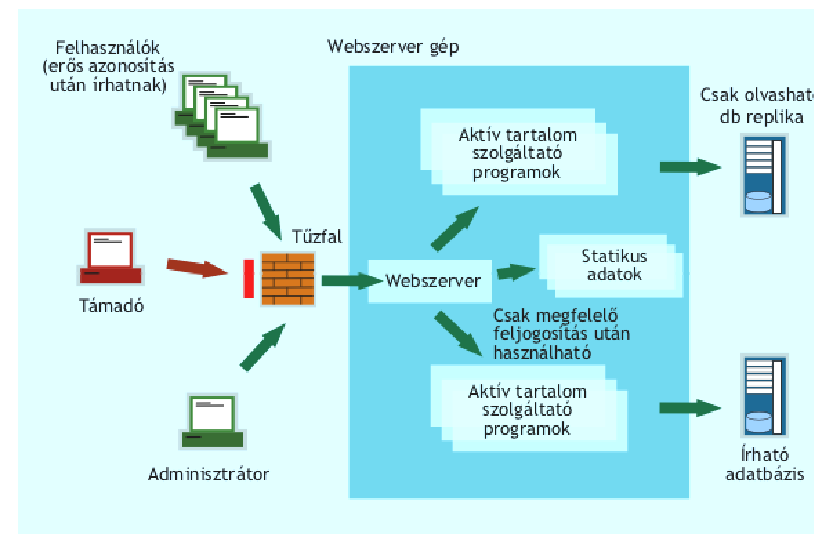 Felhasználók
(erős azonosítás
után írhatnak)
Webszerver gép
Csak olvasható
db replika
Aktív tartalom
szolgáltató
programok
Tűzfal
Statikus
adatok
Webszerver
Támadó
Csak megfelelő
feljogosítás után
használható
Aktív tartalom
szolgáltató
programok
Adminisztrátor
Írható
adatbázis